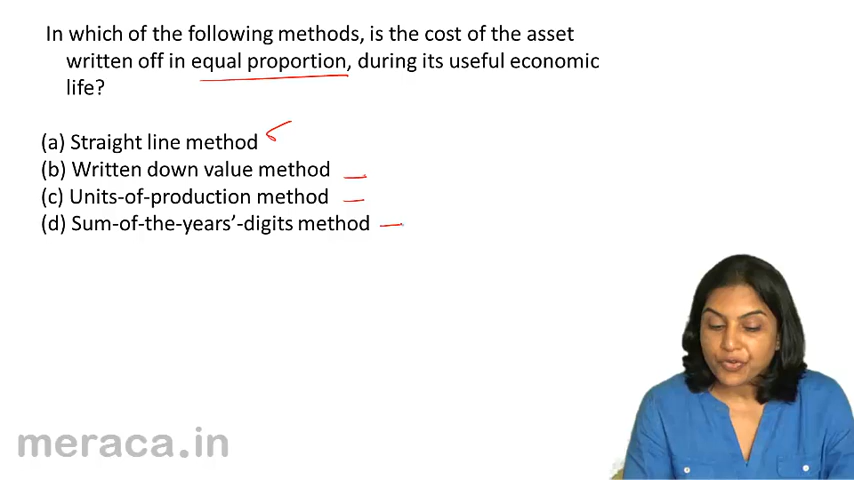 In which of the following methods, is the cost of the asset
written off in equal proportion, during its useful economic
life?
(a) Straight line method
(b) Written down value method
(c) Units-of-production method
(d) Sum-of-the-years’-digits method
meraca.in